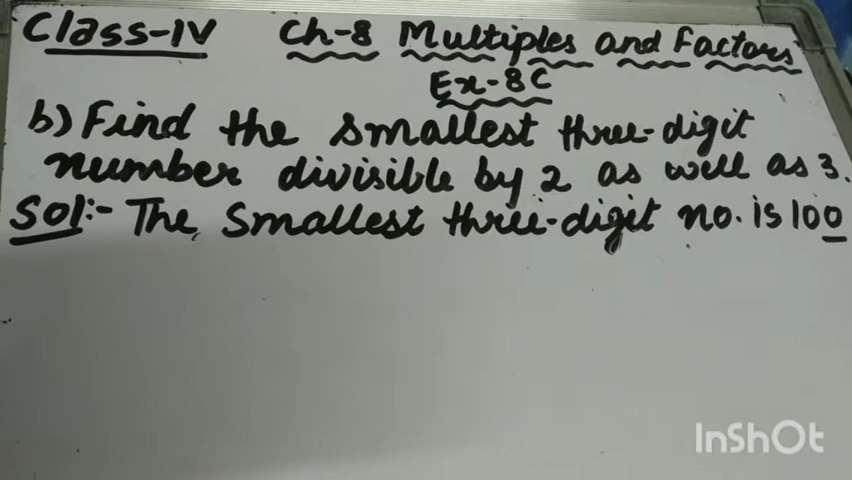 Class-IV Ch-8 Multiples and Factors
Ex-8C
b) Find the smallest three-digit
number divisible by 2 as well as 3.
Sol:- The smallest three-digit no. is 100
InShOt